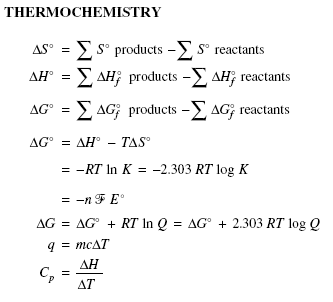 THERMOCHEMISTRY
ΔS° = ∑ S° products −∑ S° reactants
ΔH° = ∑ ΔH°f products −∑ ΔH°f reactants
ΔG° = ∑ ΔG°f products −∑ ΔG°f reactants
ΔG° = ΔH° − TΔS°
= −RT ln K = −2.303 RT log K
= −n ℱ E°
ΔG = ΔG° + RT ln Q = ΔG° + 2.303 RT log Q
q = mcΔT
Cp = ΔH / ΔT